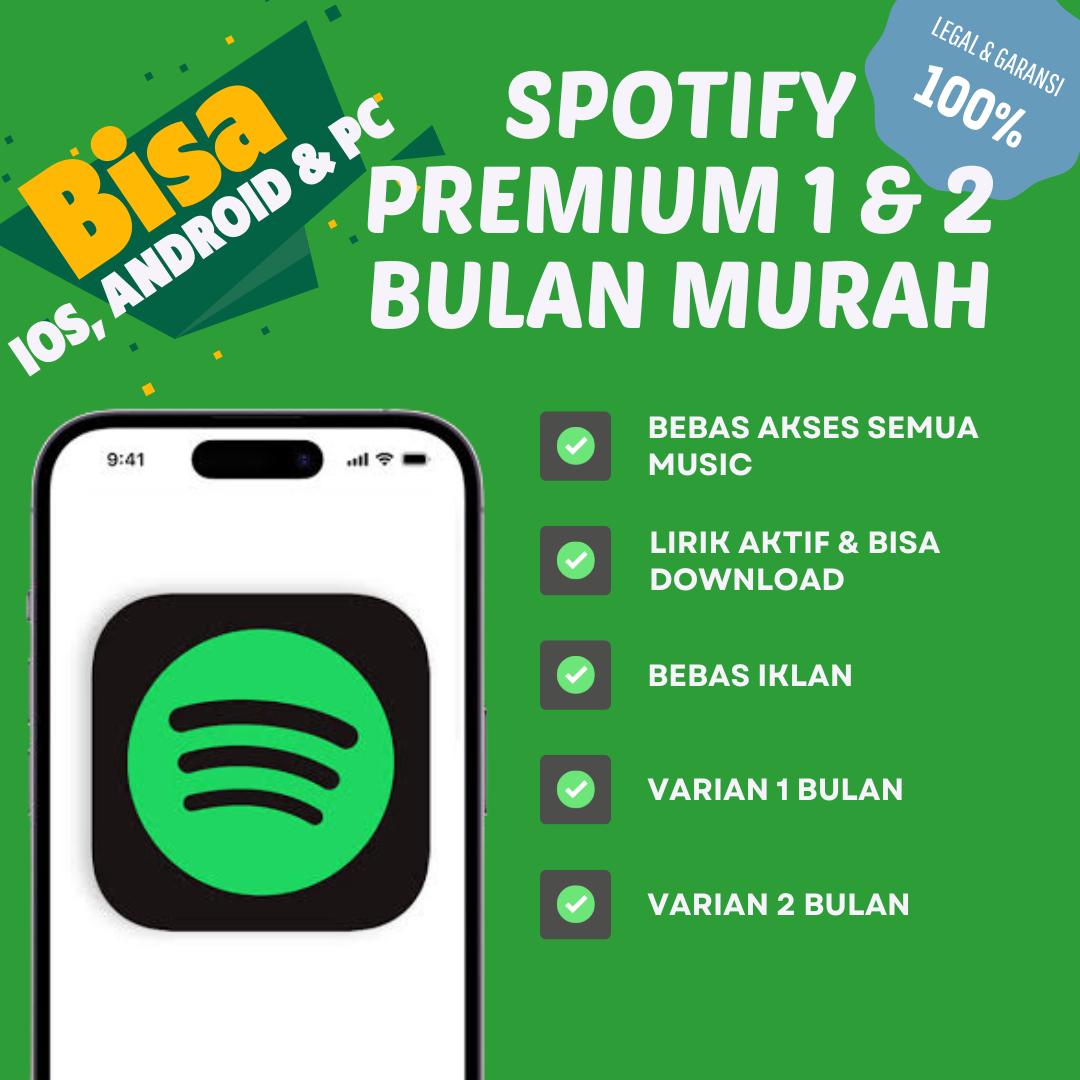 Bisa
IOS, ANDROID & PC
SPOTIFY
PREMIUM 1 & 2
BULAN MURAH
LEGAL & GARANSI
100%
9:41
BEBAS AKSES SEMUA
MUSIC
LIRIK AKTIF & BISA
DOWNLOAD
BEBAS IKLAN
VARIAN 1 BULAN
VARIAN 2 BULAN